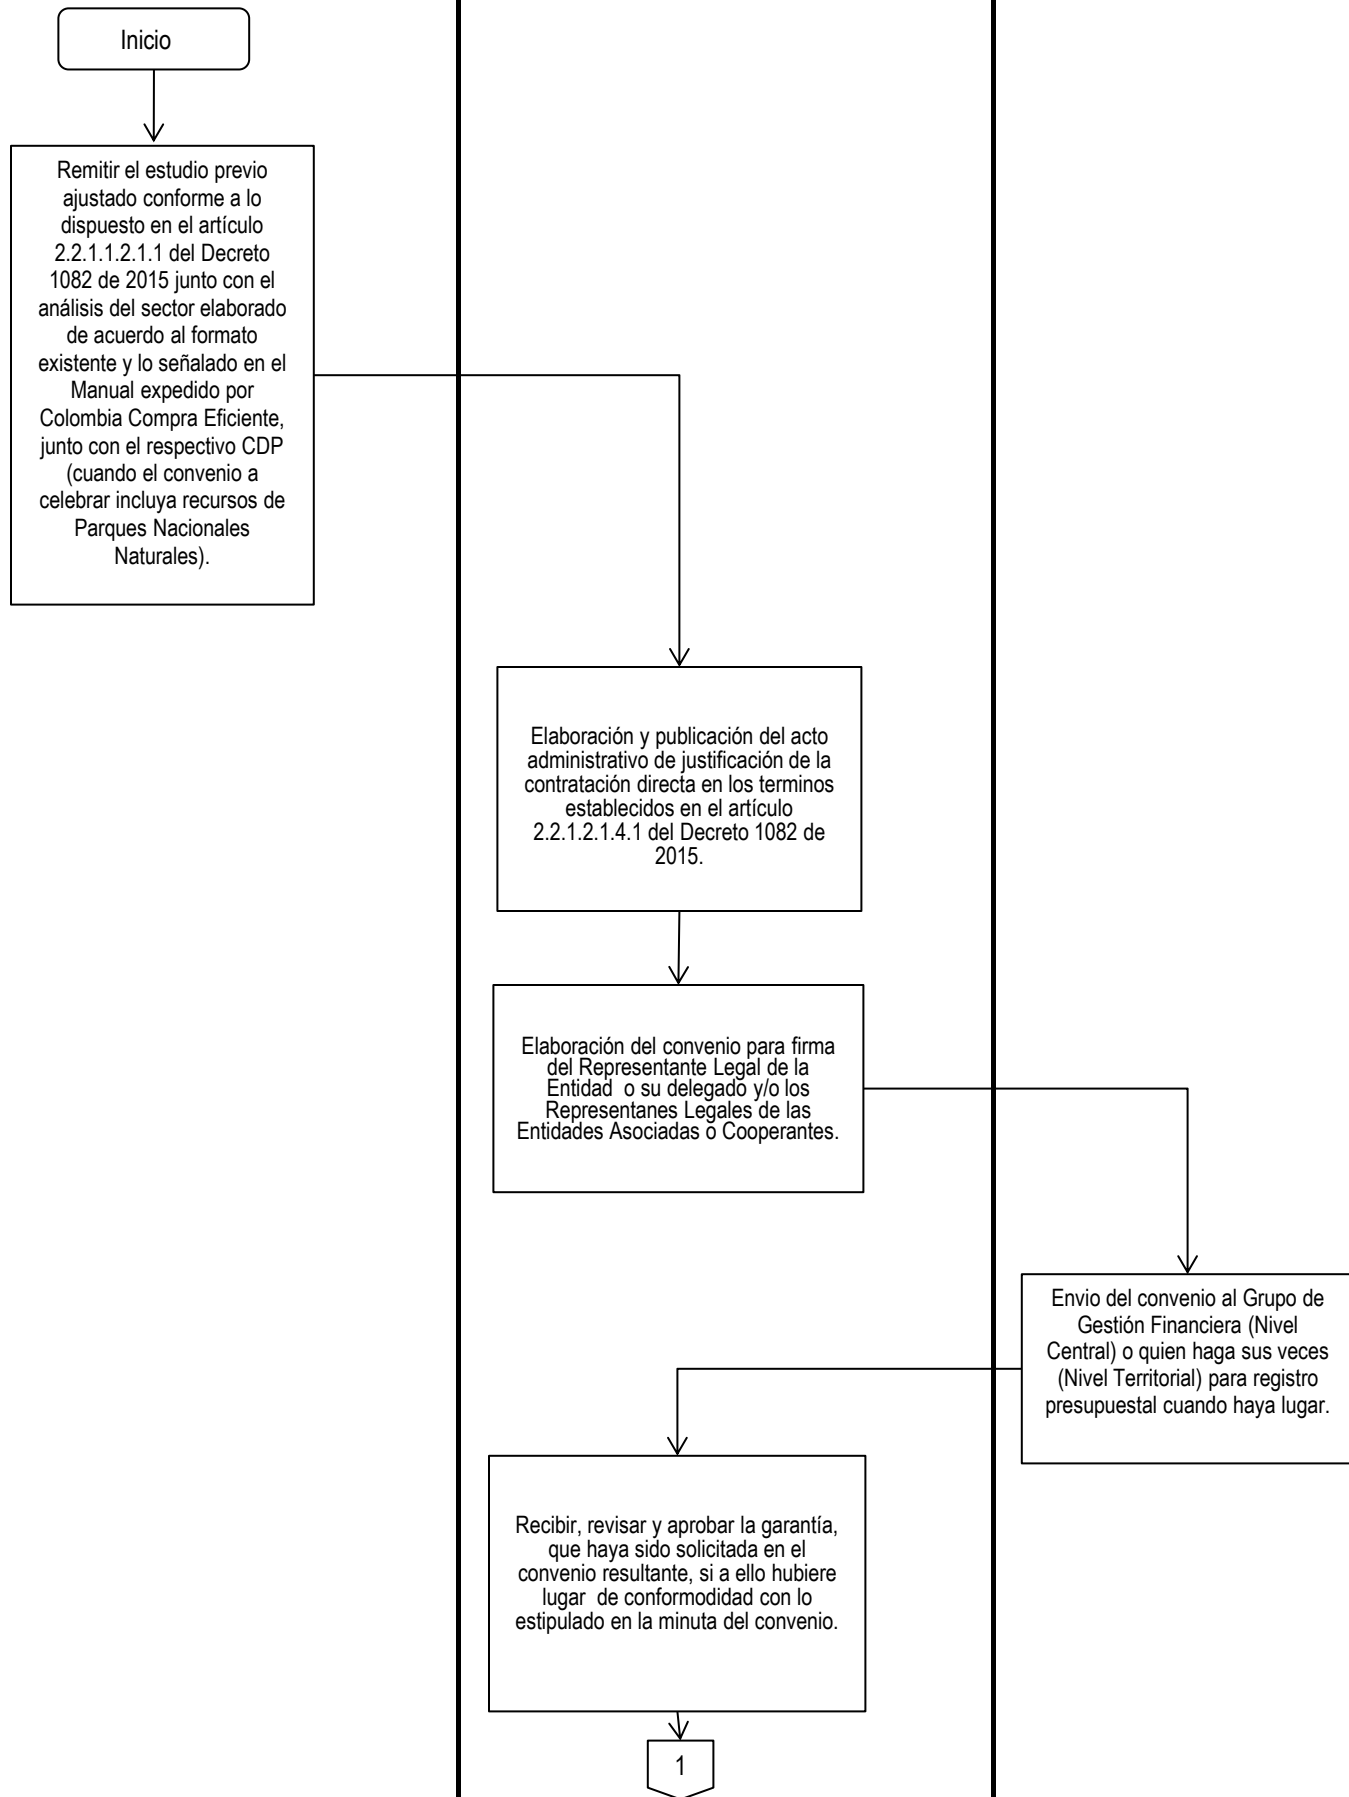 Inicio
Remitir el estudio previo
ajustado conforme a lo
dispuesto en el artículo
2.2.1.1.2.1.1 del Decreto
1082 de 2015 junto con el
análisis del sector elaborado
de acuerdo al formato
existente y lo señalado en el
Manual expedido por
Colombia Compra Eficiente,
junto con el respectivo CDP
(cuando el convenio a
celebrar incluya recursos de
Parques Nacionales
Naturales).
Elaboración y publicación del acto
administrativo de justificación de la
contratación directa en los terminos
establecidos en el artículo
2.2.1.2.1.4.1 del Decreto 1082 de
2015.
Elaboración del convenio para firma
del Representante Legal de la
Entidad  o su delegado y/o los
Representanes Legales de las
Entidades Asociadas o Cooperantes.
Envio del convenio al Grupo de
Gestión Financiera (Nivel
Central) o quien haga sus veces
(Nivel Territorial) para registro
presupuestal cuando haya lugar.
Recibir, revisar y aprobar la garantía,
que haya sido solicitada en el
convenio resultante, si a ello hubiere
lugar  de conformodidad con lo
estipulado en la minuta del convenio.
1